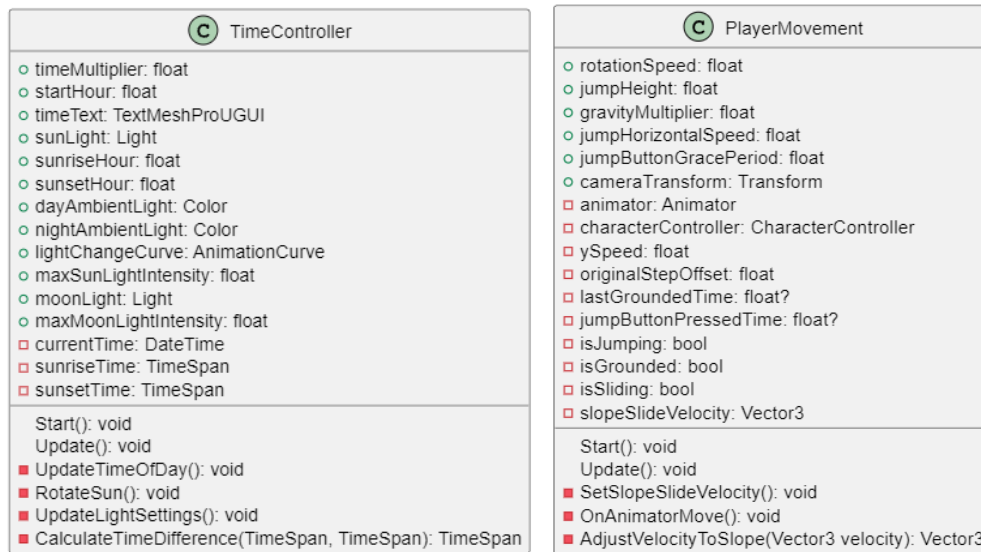 C TimeController
timeMultiplier: float
startHour: float
timeText: TextMeshProUGUI
sunLight: Light
sunriseHour: float
sunsetHour: float
dayAmbientLight: Color
nightAmbientLight: Color
lightChangeCurve: AnimationCurve
maxSunLightIntensity: float
moonLight: Light
maxMoonLightIntensity: float
currentTime: DateTime
sunriseTime: TimeSpan
sunsetTime: TimeSpan
Start(): void
Update(): void
UpdateTimeOfDay(): void
RotateSun(): void
UpdateLightSettings(): void
CalculateTimeDifference(TimeSpan, TimeSpan): TimeSpan
C PlayerMovement
rotationSpeed: float
jumpHeight: float
gravityMultiplier: float
jumpHorizontalSpeed: float
jumpButtonGracePeriod: float
cameraTransform: Transform
animator: Animator
characterController: CharacterController
ySpeed: float
originalStepOffset: float
lastGroundedTime: float?
jumpButtonPressedTime: float?
isJumping: bool
isGrounded: bool
isSliding: bool
slopeSlideVelocity: Vector3
Start(): void
Update(): void
SetSlopeSlideVelocity(): void
OnAnimatorMove(): void
AdjustVelocityToSlope(Vector3 velocity): Vector3